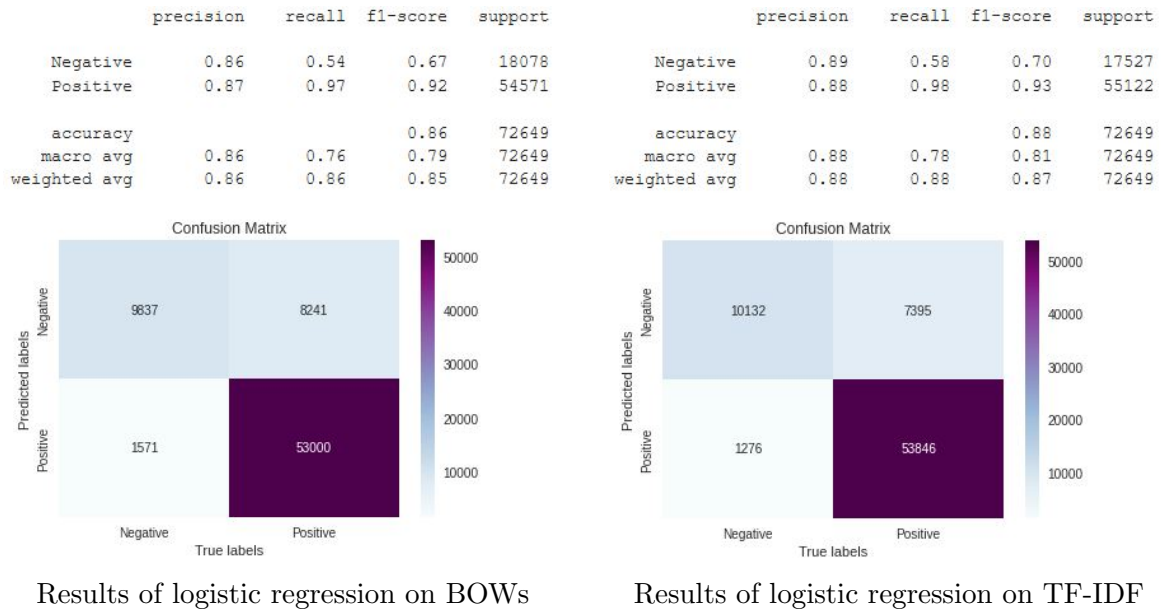 precision recall f1-score support
Negative 0.86 0.54 0.67 18078
Positive 0.87 0.97 0.92 54571
accuracy 0.86 72649
macro avg 0.86 0.76 0.79 72649
weighted avg 0.86 0.86 0.85 72649
Confusion Matrix
Predicted labels
Negative
Positive
9837 8241
1571 53000
Negative Positive
True labels
50000
40000
30000
20000
10000
Results of logistic regression on BOWs
precision recall f1-score support
Negative 0.89 0.58 0.70 17527
Positive 0.88 0.98 0.93 55122
accuracy 0.88 72649
macro avg 0.88 0.78 0.81 72649
weighted avg 0.88 0.88 0.87 72649
Confusion Matrix
Predicted labels
Negative
Positive
10132 7395
1276 53846
Negative Positive
True labels
50000
40000
30000
20000
10000
Results of logistic regression on TF-IDF